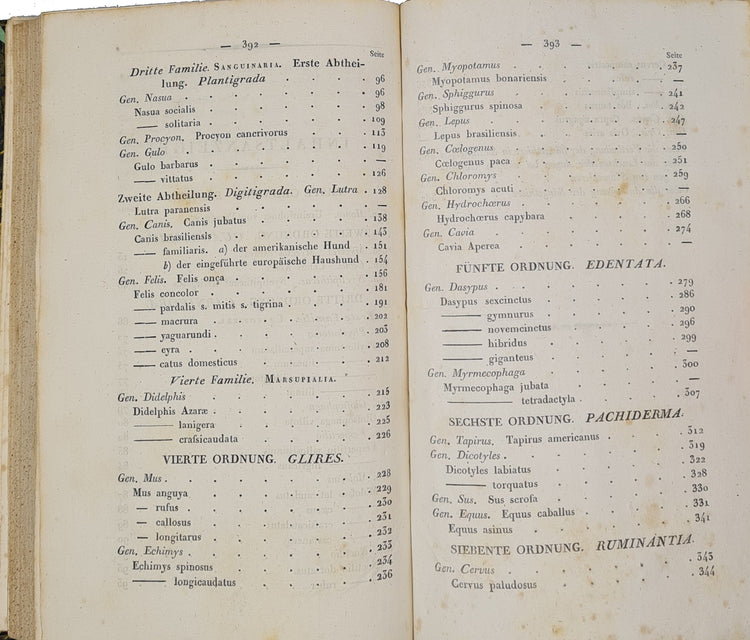 — 392 —
Seite
Dritte Familie. SANGUINARIA. Erste Abthei-
lung. Plantigrada . . . . 96
Gen. Nasua . . . . . . . . 96
Nasua socialis . . . . . . . 98
—— solitaria . . . . . . . 109
Gen. Procyon. Procyon cancrivorus . . . . 113
Gen. Gulo . . . . . . . . 119
Gulo barbarus . . . . . . . —
—— vittatus . . . . . . . 126
Zweite Abtheilung. Digitigrada. Gen. Lutra . 128
Lutra paranensis . . . . . . —
Gen. Canis. Canis jubatus . . . . . 138
Canis brasiliensis . . . . . . 143
—— familiaris. a) der amerikanische Hund . 151
b) der eingeführte europäische Haushund . 154
Gen. Felis. Felis onça . . . . . . 156
Felis concolor . . . . . . . 181
—— pardalis s. mitis s. tigrina . . . . 191
—— macrura . . . . . . . 202
—— yaguarundi . . . . . . . 203
—— eyra . . . . . . . . 208
—— catus domesticus . . . . . . 212
Vierte Familie. MARSUPIALIA.
Gen. Didelphis . . . . . . . 215
Didelphis Azaræ . . . . . . . 223
—— lanigera . . . . . . 225
—— crassicaudata . . . . . 226
VIERTE ORDNUNG. GLIRES.
Gen. Mus . . . . . . . . 228
Mus anguya . . . . . . . 229
— rufus . . . . . . . . 230
— callosus . . . . . . . 231
— longitarus . . . . . . . 232
Gen. Echimys . . . . . . . . 233
Echimys spinosus . . . . . . 234
—— longicaudatus . . . . . 236
— 393 —
Seite
Gen. Myopotamus . . . . . . 237
Myopotamus bonariensis . . . . . —
Gen. Sphiggurus . . . . . . . 241
Sphiggurus spinosa . . . . . . 242
Gen. Lepus . . . . . . . . 247
Lepus brasiliensis . . . . . . —
Gen. Cœlogenus . . . . . . . 250
Cœlogenus paca . . . . . . . 251
Gen. Chloromys . . . . . . . 259
Chloromys acuti . . . . . . . —
Gen. Hydrochœrus . . . . . . . 266
Hydrochœrus capybara . . . . . 268
Gen. Cavia . . . . . . . . 274
Cavia Aperea . . . . . . . —
FÜNFTE ORDNUNG. EDENTATA.
Gen. Dasypus . . . . . . . . 279
Dasypus sexcinctus . . . . . . 286
—— gymnurus . . . . . . 290
—— novemcinctus . . . . . 296
—— hibridus . . . . . . 299
—— giganteus . . . . . . —
Gen. Myrmecophaga . . . . . . 300
Myrmecophaga jubata . . . . . —
—— tetradactyla . . . . . 307
SECHSTE ORDNUNG. PACHIDERMA.
Gen. Tapirus. Tapirus americanus . . . . 312
Gen. Dicotyles . . . . . . . 319
Dicotyles labiatus . . . . . . 322
—— torquatus . . . . . . 328
Gen. Sus. Sus scrofa . . . . . . 330
Gen. Equus. Equus caballus . . . . . 331
Equus asinus . . . . . . . 341
SIEBENTE ORDNUNG. RUMINANTIA.
Gen. Cervus . . . . . . . . 343
Cervus paludosus . . . . . . 344